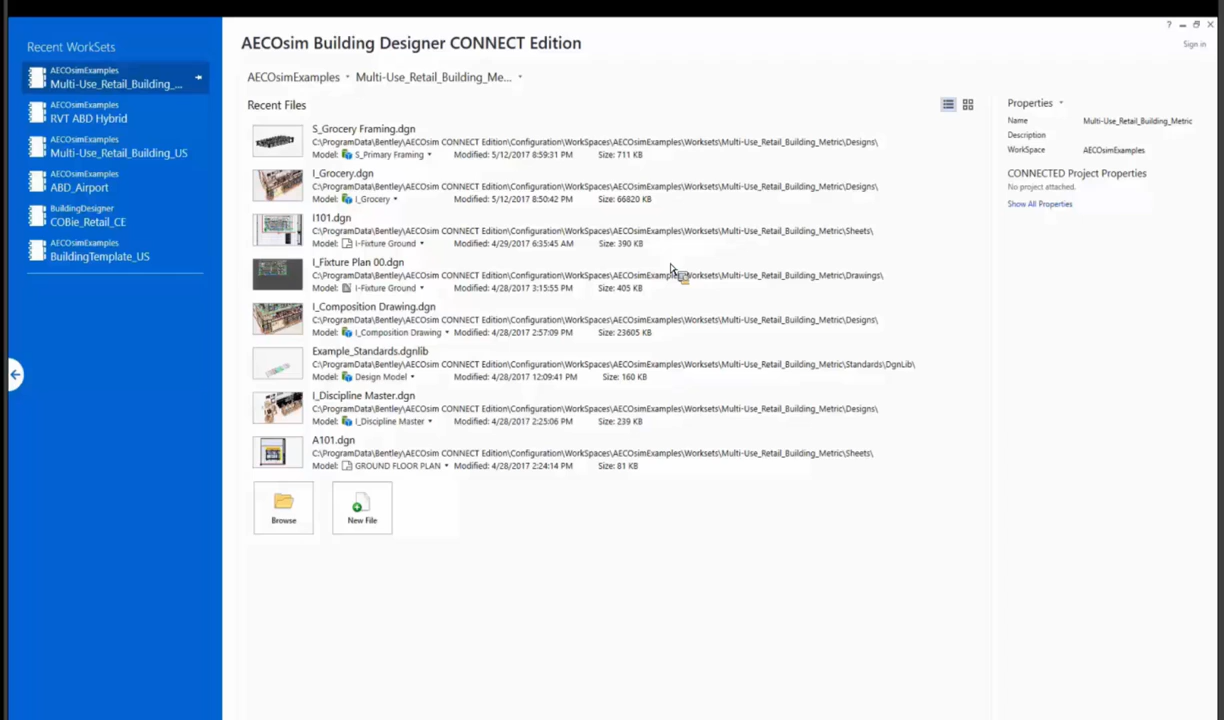 ?
Sign in
Recent WorkSets
AECOsimExamples
Multi-Use_Retail_Building_...
AECOsimExamples
RVT ABD Hybrid
AECOsimExamples
Multi-Use_Retail_Building_US
AECOsimExamples
ABD_Airport
BuildingDesigner
COBie_Retail_CE
AECOsimExamples
BuildingTemplate_US
AECOsim Building Designer CONNECT Edition
AECOsimExamples Multi-Use_Retail_Building_Me...
Recent Files
S_Grocery Framing.dgn
C:\ProgramData\Bentley\AECOsim CONNECT Edition\Configuration\WorkSpaces\AECOsimExamples\Worksets\Multi-Use_Retail_Building_Metric\Designs\
Model: S_Primary Framing Modified: 5/12/2017 8:59:31 PM Size: 711 KB
I_Grocery.dgn
C:\ProgramData\Bentley\AECOsim CONNECT Edition\Configuration\WorkSpaces\AECOsimExamples\Worksets\Multi-Use_Retail_Building_Metric\Designs\
Model: I_Grocery Modified: 5/12/2017 8:50:42 PM Size: 66820 KB
I101.dgn
C:\ProgramData\Bentley\AECOsim CONNECT Edition\Configuration\WorkSpaces\AECOsimExamples\Worksets\Multi-Use_Retail_Building_Metric\Sheets\
Model: I-Fixture Ground Modified: 4/29/2017 6:35:45 AM Size: 390 KB
I_Fixture Plan 00.dgn
C:\ProgramData\Bentley\AECOsim CONNECT Edition\Configuration\WorkSpaces\AECOsimExamples\Worksets\Multi-Use_Retail_Building_Metric\Drawings\
Model: I-Fixture Ground Modified: 4/28/2017 3:15:55 PM Size: 405 KB
I_Composition Drawing.dgn
C:\ProgramData\Bentley\AECOsim CONNECT Edition\Configuration\WorkSpaces\AECOsimExamples\Worksets\Multi-Use_Retail_Building_Metric\Designs\
Model: I_Composition Drawing Modified: 4/28/2017 2:57:09 PM Size: 23605 KB
Example_Standards.dgnlib
C:\ProgramData\Bentley\AECOsim CONNECT Edition\Configuration\WorkSpaces\AECOsimExamples\Worksets\Multi-Use_Retail_Building_Metric\Standards\DgnLib\
Model: Design Model Modified: 4/28/2017 12:09:41 PM Size: 160 KB
I_Discipline Master.dgn
C:\ProgramData\Bentley\AECOsim CONNECT Edition\Configuration\WorkSpaces\AECOsimExamples\Worksets\Multi-Use_Retail_Building_Metric\Designs\
Model: I_Discipline Master Modified: 4/28/2017 2:25:06 PM Size: 239 KB
A101.dgn
C:\ProgramData\Bentley\AECOsim CONNECT Edition\Configuration\WorkSpaces\AECOsimExamples\Worksets\Multi-Use_Retail_Building_Metric\Sheets\
Model: GROUND FLOOR PLAN Modified: 4/28/2017 2:24:14 PM Size: 81 KB
Browse
New File
Properties
Name Multi-Use_Retail_Building_Metric
Description
WorkSpace AECOsimExamples
CONNECTED Project Properties
No project attached.
Show All Properties